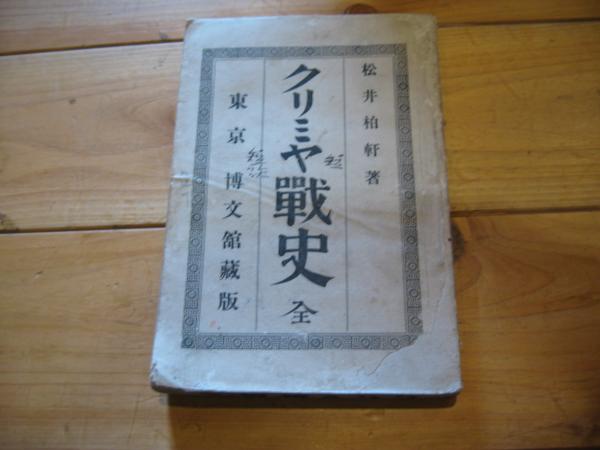 松井柏軒著
クリミヤ戰史 全
東京 博文館藏版